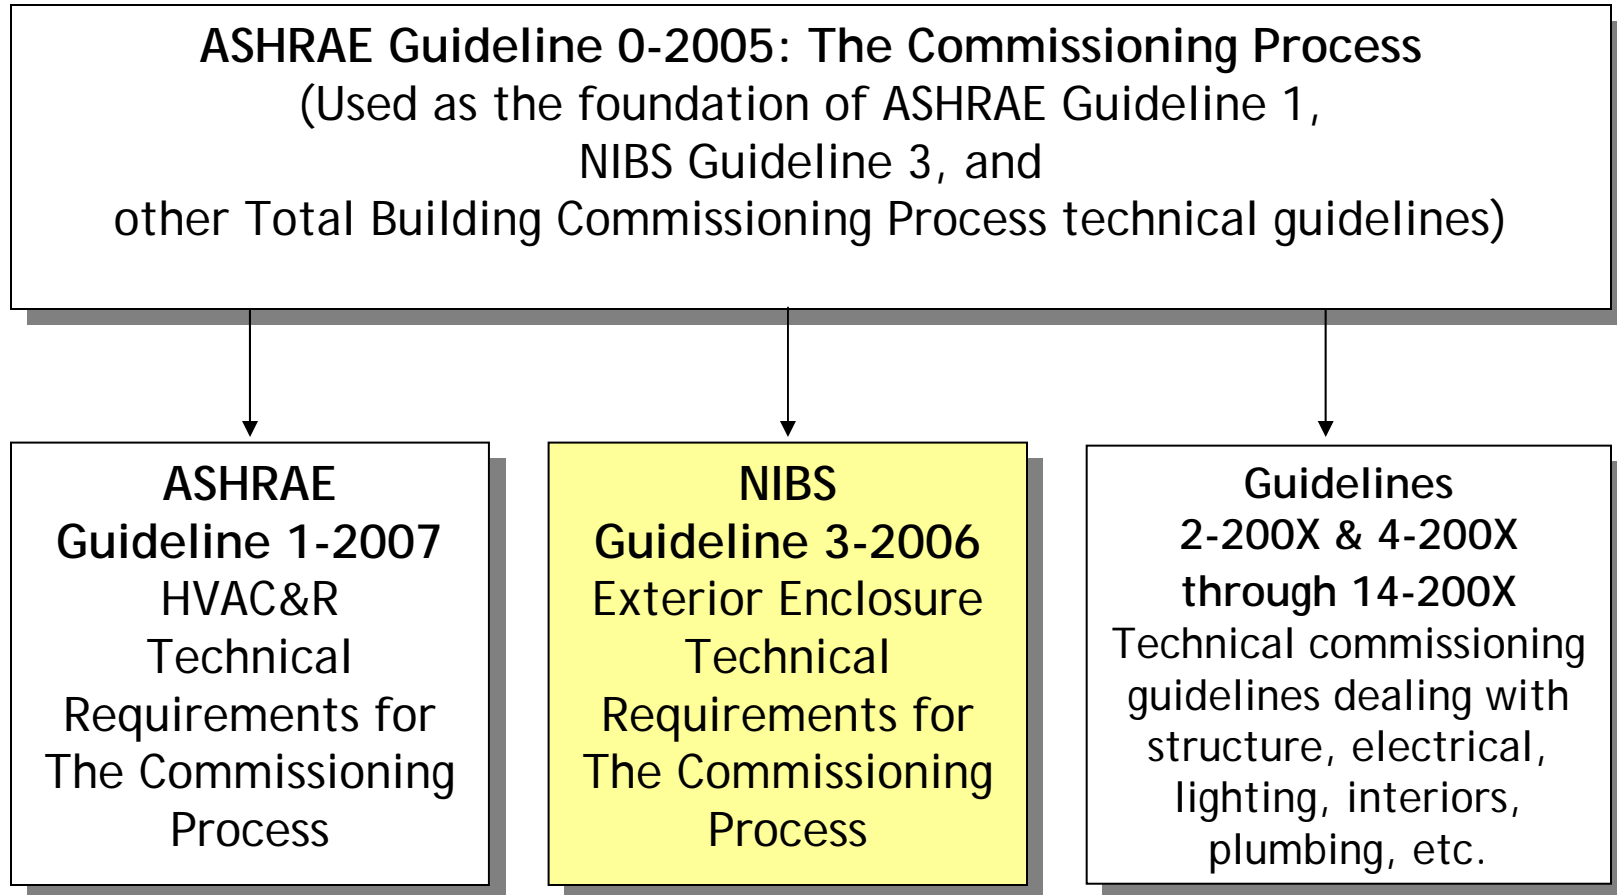 ASHRAE Guideline 0-2005: The Commissioning Process
(Used as the foundation of ASHRAE Guideline 1,
NIBS Guideline 3, and
other Total Building Commissioning Process technical guidelines)
ASHRAE
Guideline 1-2007
HVAC&R
Technical
Requirements for
The Commissioning
Process
NIBS
Guideline 3-2006
Exterior Enclosure
Technical
Requirements for
The Commissioning
Process
Guidelines
2-200X & 4-200X
through 14-200X
Technical commissioning
guidelines dealing with
structure, electrical,
lighting, interiors,
plumbing, etc.